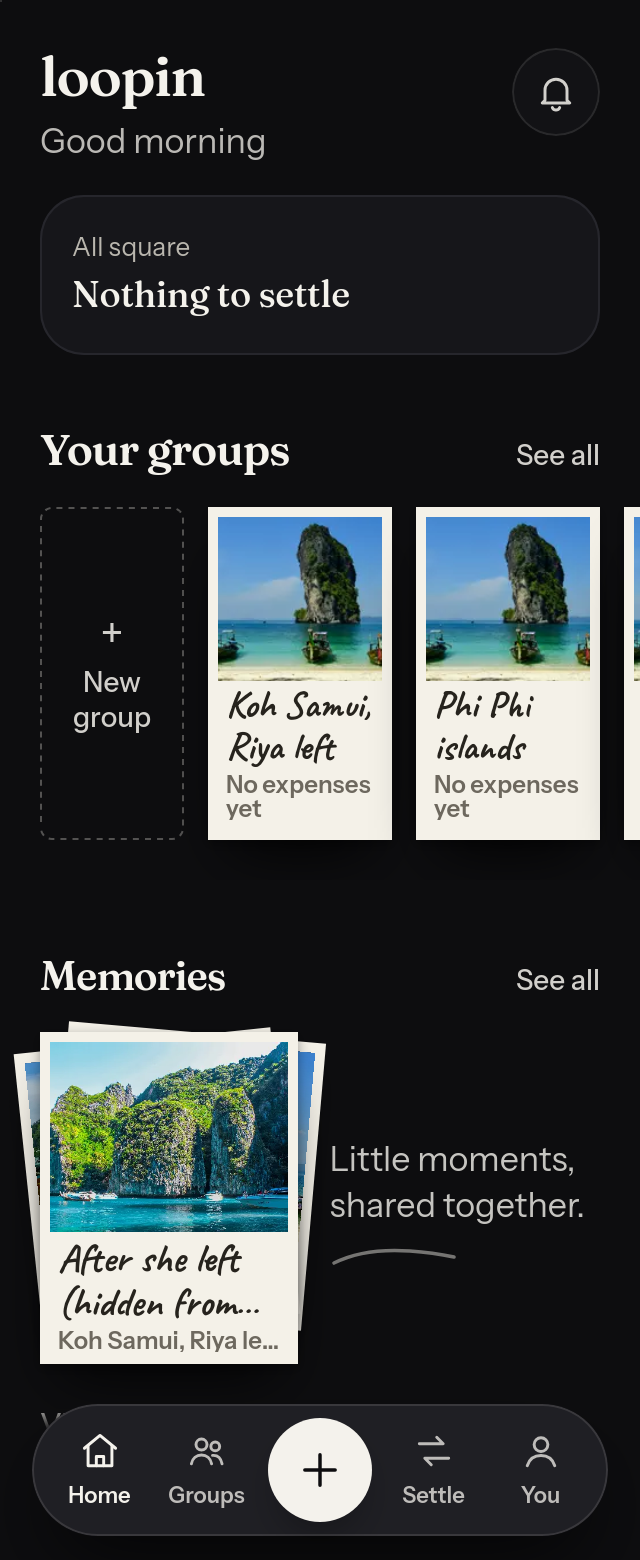 loopin
Good morning
All square
Nothing to settle
Your groups
See all
+
New
group
Koh Samui,
Riya left
No expenses
yet
Phi Phi
islands
No expenses
yet
Memories
See all
Little moments,
shared together.
After she left
(hidden from...
Koh Samui, Riya le...
Home
Groups
Settle
You